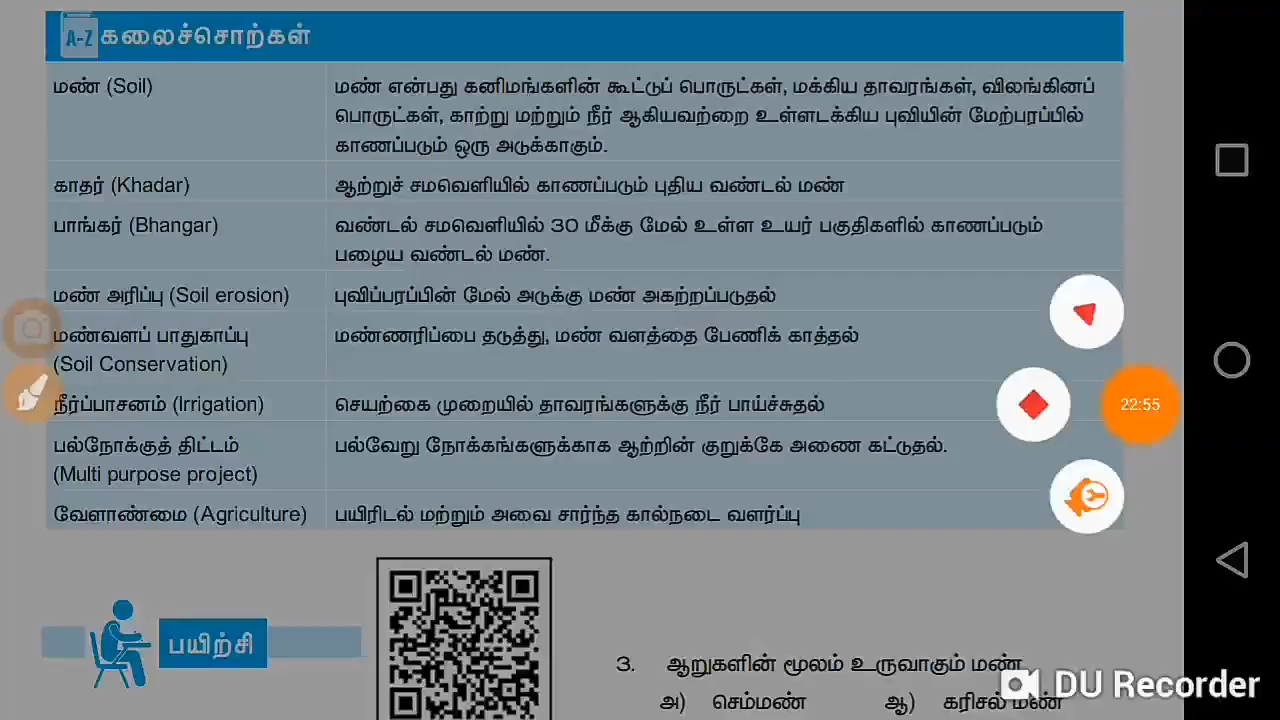 A-Z கலைச்சொற்கள்
மண் (Soil)
மண் என்பது கனிமங்களின் கூட்டுப் பொருட்கள், மக்கிய தாவரங்கள், விலங்கினப்
பொருட்கள், காற்று மற்றும் நீர் ஆகியவற்றை உள்ளடக்கிய புவியின் மேற்பரப்பில்
காணப்படும் ஒரு அடுக்காகும்.
காதர் (Khadar)
ஆற்றுச் சமவெளியில் காணப்படும் புதிய வண்டல் மண்
பாங்கர் (Bhangar)
வண்டல் சமவெளியில் 30 மீக்கு மேல் உள்ள உயர் பகுதிகளில் காணப்படும்
பழைய வண்டல் மண்.
மண் அரிப்பு (Soil erosion)
புவிப்பரப்பின் மேல் அடுக்கு மண் அகற்றப்படுதல்
மண்வளப் பாதுகாப்பு
(Soil Conservation)
மண்ணரிப்பை தடுத்து, மண் வளத்தை பேணிக் காத்தல்
நீர்ப்பாசனம் (Irrigation)
செயற்கை முறையில் தாவரங்களுக்கு நீர் பாய்ச்சுதல்
பல்நோக்குத் திட்டம்
(Multi purpose project)
பல்வேறு நோக்கங்களுக்காக ஆற்றின் குறுக்கே அணை கட்டுதல்.
வேளாண்மை (Agriculture)
பயிரிடல் மற்றும் அவை சார்ந்த கால்நடை வளர்ப்பு
22:55
பயிற்சி
3. ஆறுகளின் மூலம் உருவாகும் மண்
அ) செம்மண் ஆ) கரிசல் மண்
DU Recorder